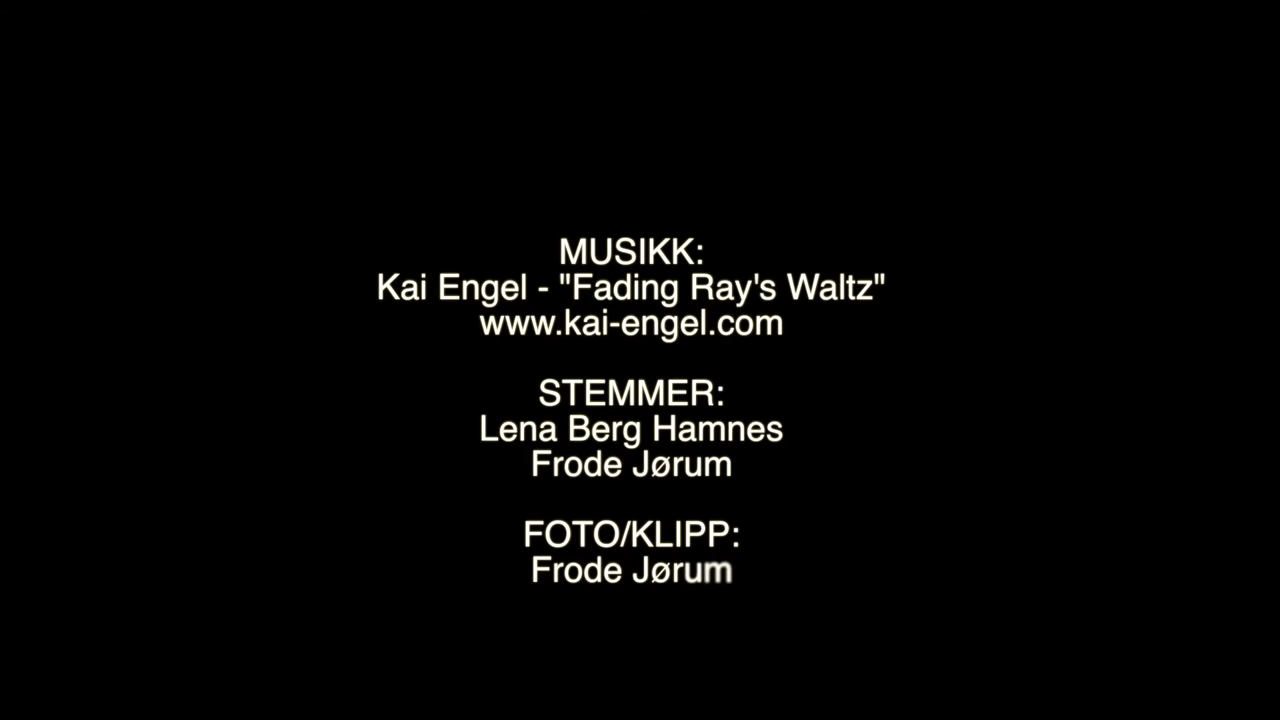 MUSIKK:
Kai Engel - "Fading Ray's Waltz"
www.kai-engel.com
STEMMER:
Lena Berg Hamnes
Frode Jørum
FOTO/KLIPP:
Frode Jørum